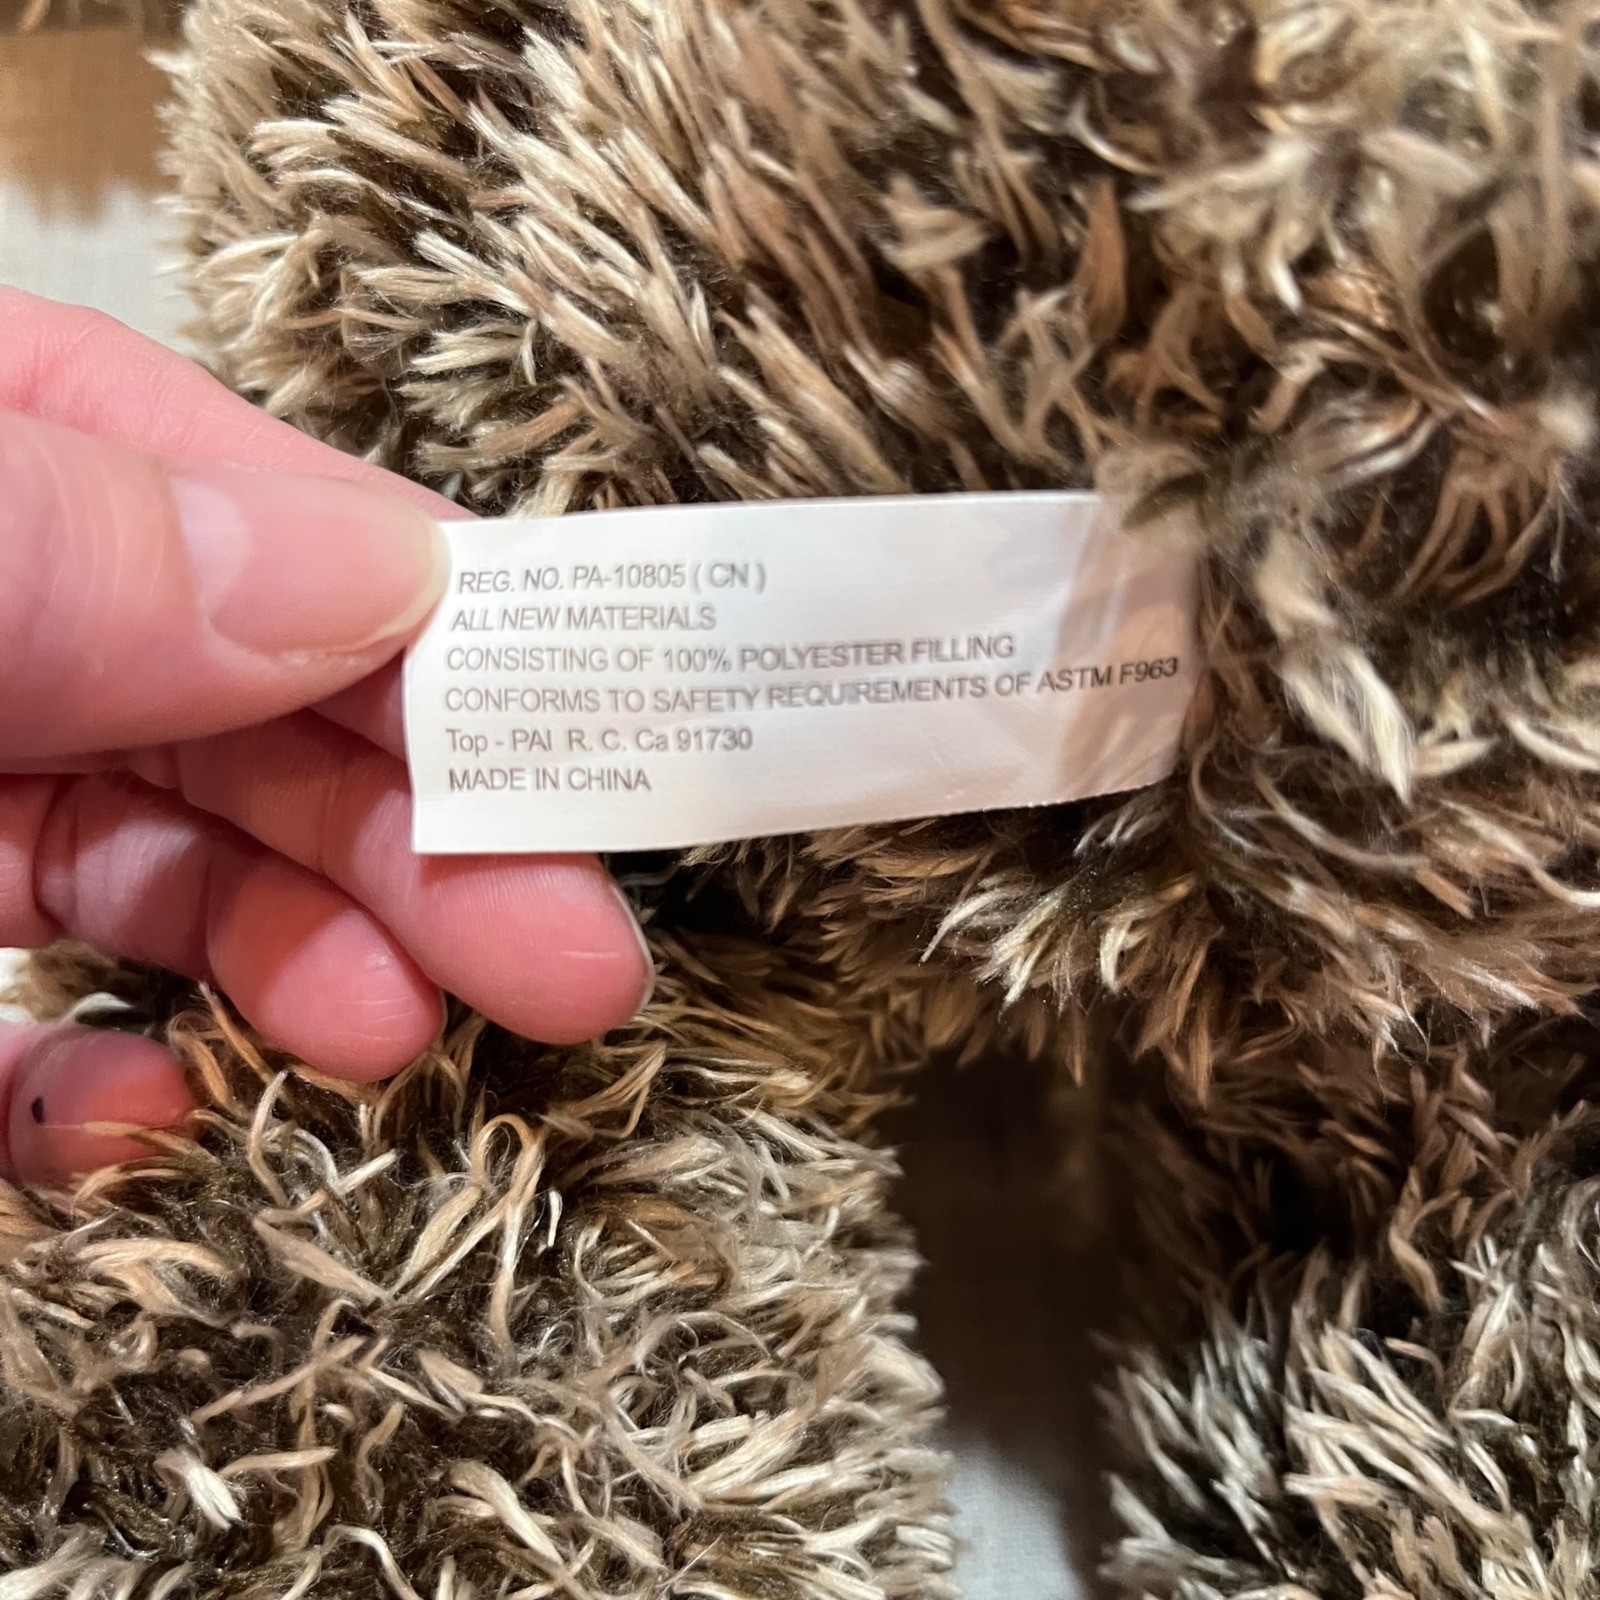 REG. NO. PA-10805 ( CN )
ALL NEW MATERIALS
CONSISTING OF 100% POLYESTER FILLING
CONFORMS TO SAFETY REQUIREMENTS OF ASTM F963
Top - PAI R. C. Ca 91730
MADE IN CHINA